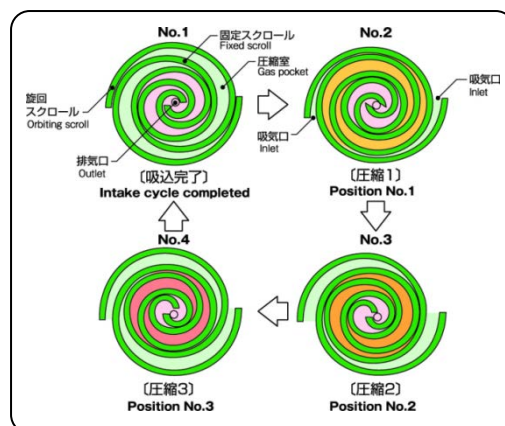 No.1
固定スクロール
Fixed scroll
圧縮室
Gas pocket
旋回
スクロール
Orbiting scroll
排気口
Outlet
〔吸込完了〕
Intake cycle completed
No.2
吸気口
Inlet
吸気口
Inlet
〔圧縮1〕
Position No.1
No.3
〔圧縮2〕
Position No.2
No.4
〔圧縮3〕
Position No.3